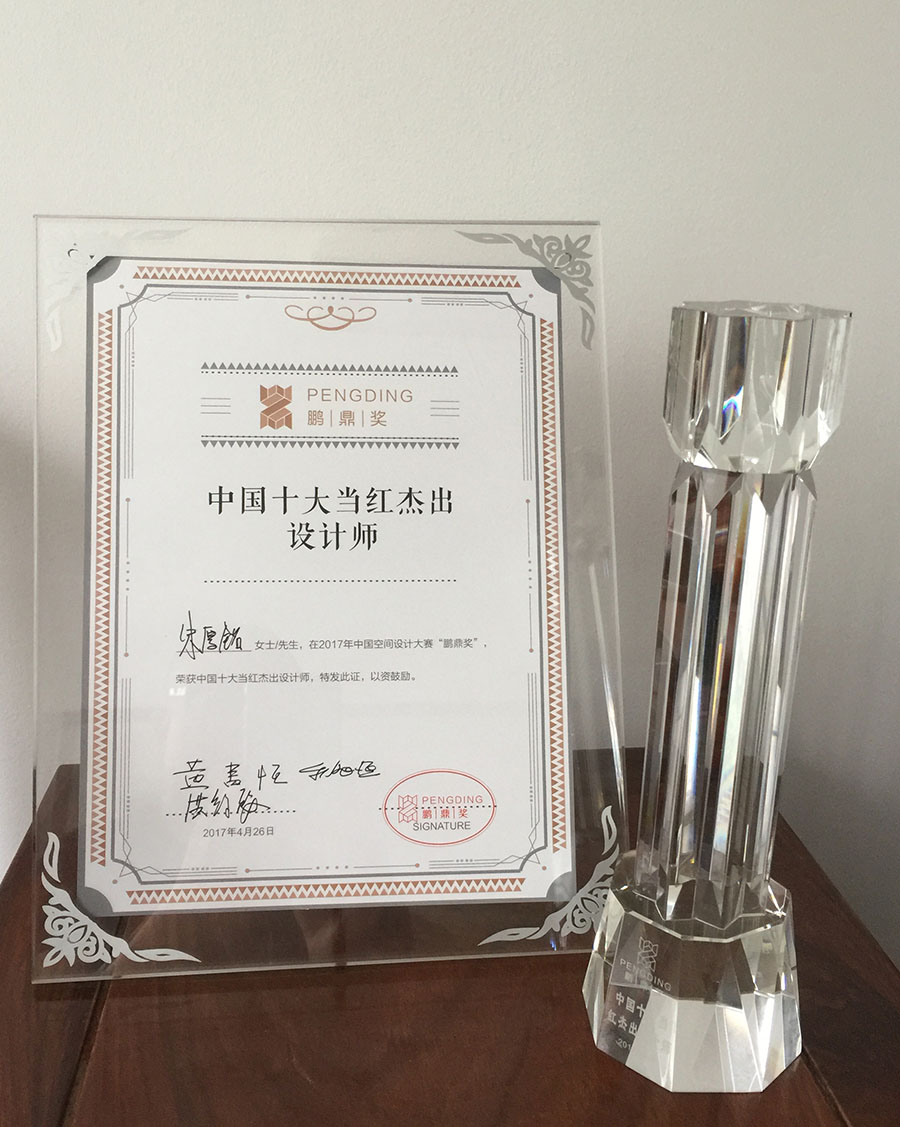 PENGDING
鹏|鼎|奖
中国十大当红杰出
设计师
女士/先生，在2017年中国空间设计大赛“鹏鼎奖”，
荣获中国十大当红杰出设计师，特发此证，以资鼓励。
2017年4月26日
PENGDING
鹏|鼎|奖
SIGNATURE
PENGDING
中国十
红杰出